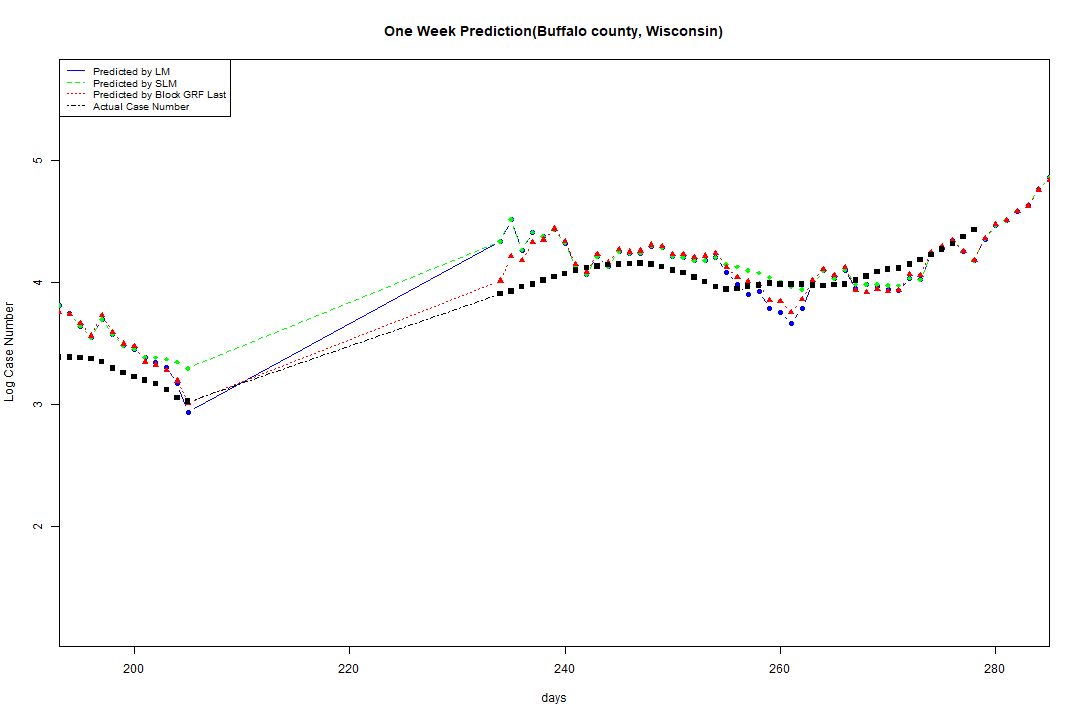 One Week Prediction(Buffalo county, Wisconsin)
Predicted by LM
Predicted by SLM
Predicted by Block GRF Last
Actual Case Number
5
4
3
2
Log Case Number
200 220 240 260 280
days